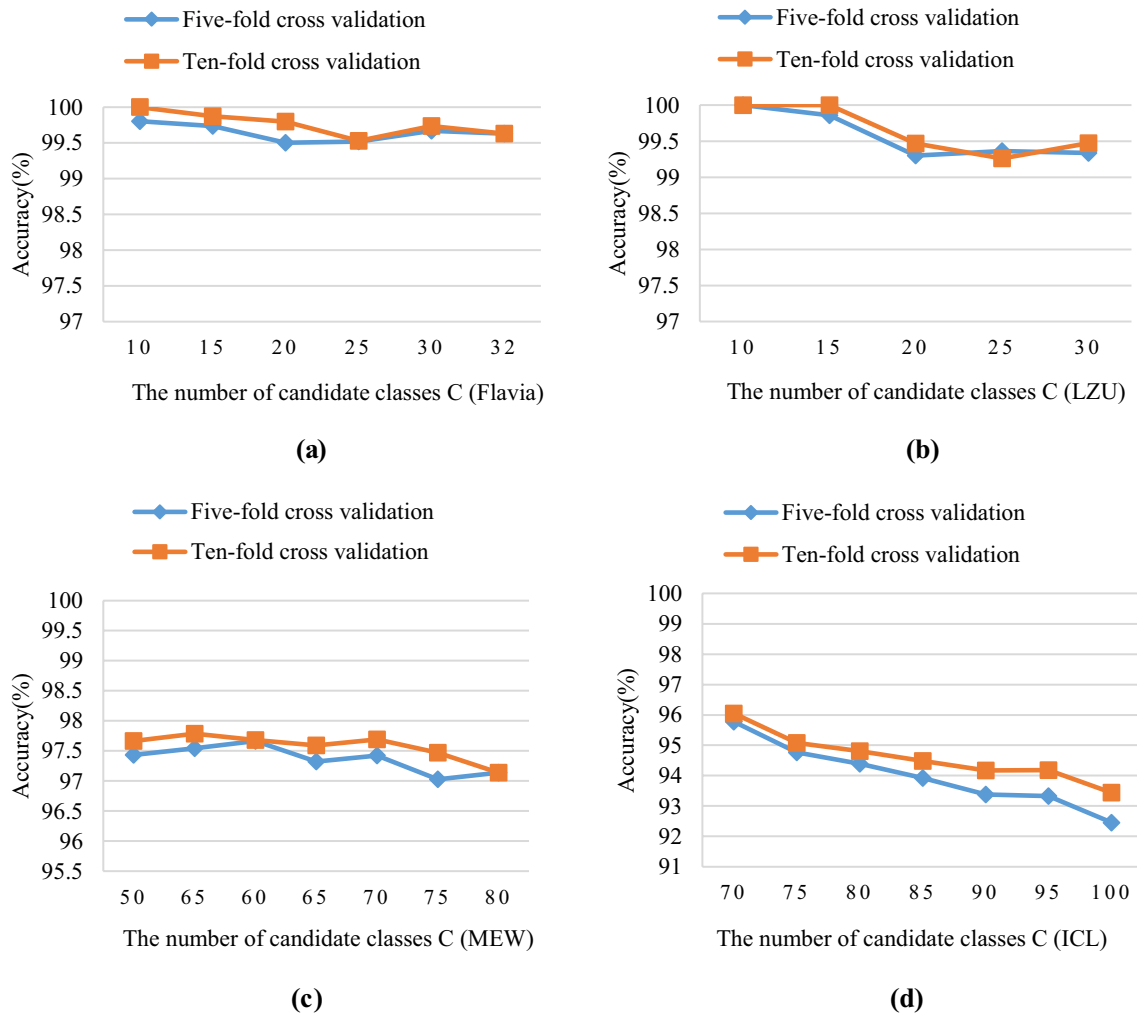 Five-fold cross validation
Ten-fold cross validation
100
99.5
99
98.5
98
97.5
97
Accuracy(%)
10 15 20 25 30 32
The number of candidate classes C (Flavia)
(a)
Five-fold cross validation
Ten-fold cross validation
100
99.5
99
98.5
98
97.5
97
Accuracy(%)
10 15 20 25 30
The number of candidate classes C (LZU)
(b)
Five-fold cross validation
Ten-fold cross validation
100
99.5
99
98.5
98
97.5
97
96.5
96
95.5
Accuracy(%)
50 65 60 65 70 75 80
The number of candidate classes C (MEW)
(c)
Five-fold cross validation
Ten-fold cross validation
100
99
98
97
96
95
94
93
92
91
Accuracy(%)
70 75 80 85 90 95 100
The number of candidate classes C (ICL)
(d)